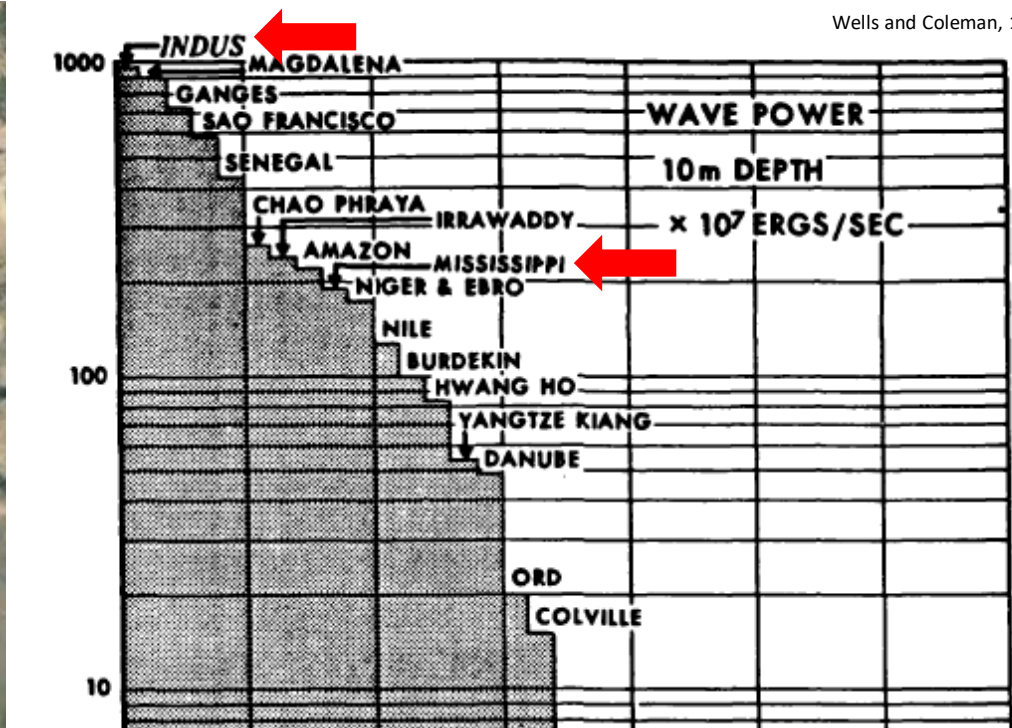 Wells and Coleman, 1
INDUS
1000
MAGDALENA
GANGES
SAO FRANCISCO
WAVE POWER
SENEGAL
10m DEPTH
CHAO PHRAYA
IRRAWADDY
× 10⁷ ERGS/SEC
AMAZON
MISSISSIPPI
NIGER & EBRO
NILE
BURDEKIN
100
HWANG HO
YANGTZE KIANG
DANUBE
ORD
COLVILLE
10